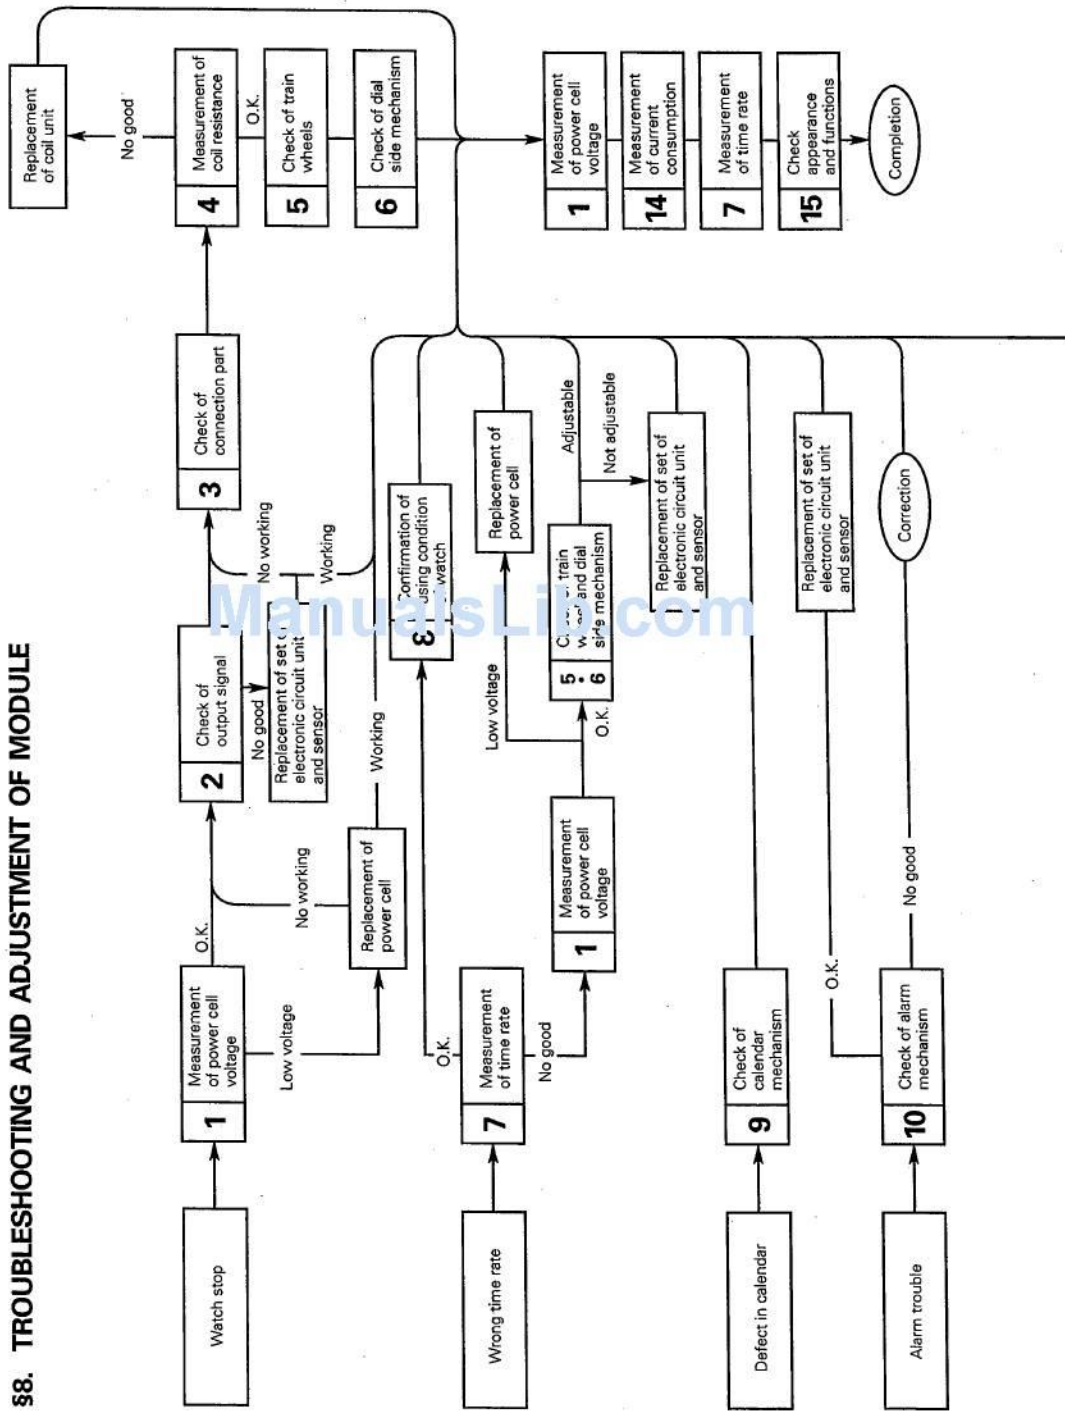 §8. TROUBLESHOOTING AND ADJUSTMENT OF MODULE
Watch stop
1
Measurement
of power cell
voltage
O.K.
Low voltage
No working
Replacement of
power cell
Working
2
Check of
output signal
No good
Replacement of set of
electronic circuit unit
and sensor
No working
Working
3
Check of
connection part
4
Measurement of
coil resistance
No good
Replacement
of coil unit
O.K.
5
Check of train
wheels
6
Check of dial
side mechanism
Wrong time rate
7
Measurement
of time rate
O.K.
Confirmation of
using condition
watch
No good
1
Measurement
of power cell
voltage
Low voltage
Replacement of
power cell
O.K.
5
•
6
train
and dial
side mechanism
Adjustable
Not adjustable
Replacement of set of
electronic circuit unit
and sensor
Defect in calendar
9
Check of
calendar
mechanism
Alarm trouble
10
Check of alarm
mechanism
O.K.
Replacement of set of
electronic circuit unit
and sensor
No good
Correction
1
Measurement
of power cell
voltage
14
Measurement
of current
consumption
7
Measurement
of time rate
15
Check
appearance
and functions
Completion
ManualsLib.com